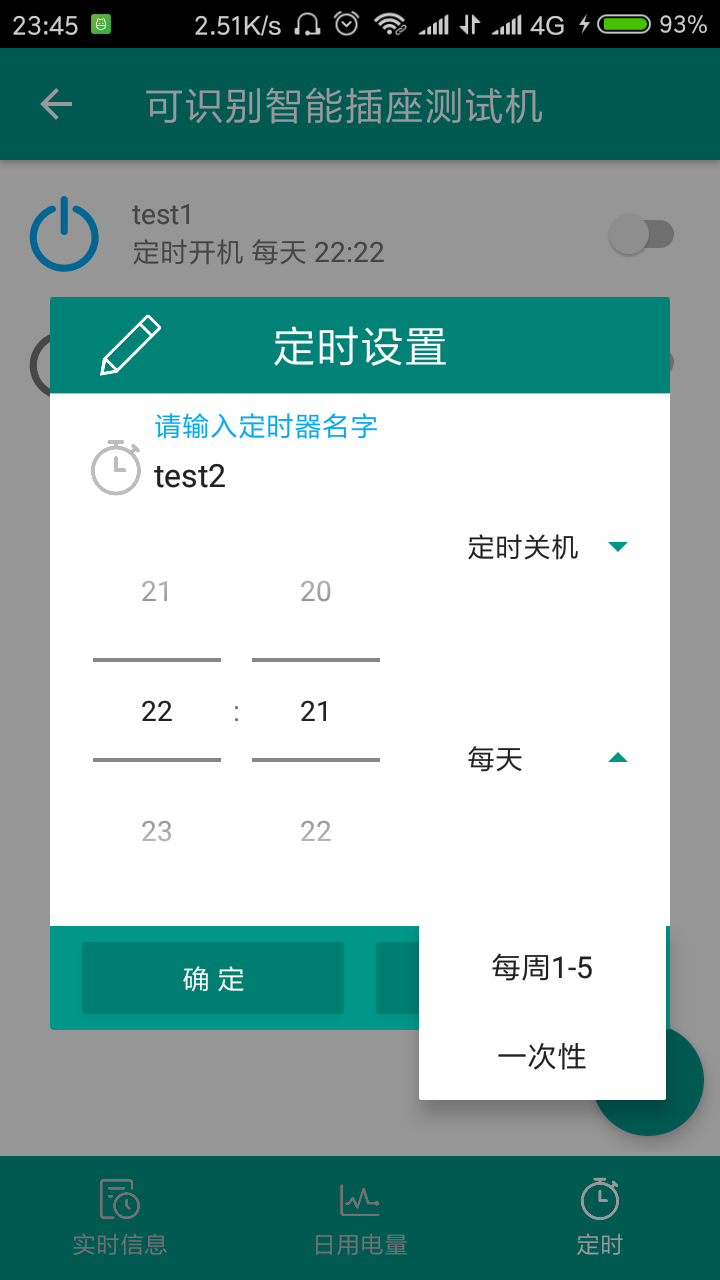 23:45 2.51K/s 4G 93%
可识别智能插座测试机
test1
定时开机 每天 22:22
定时设置
请输入定时器名字
test2
定时关机
21 20
22 : 21
每天
23 22
确 定
每周1-5
一次性
实时信息 日用电量 定时